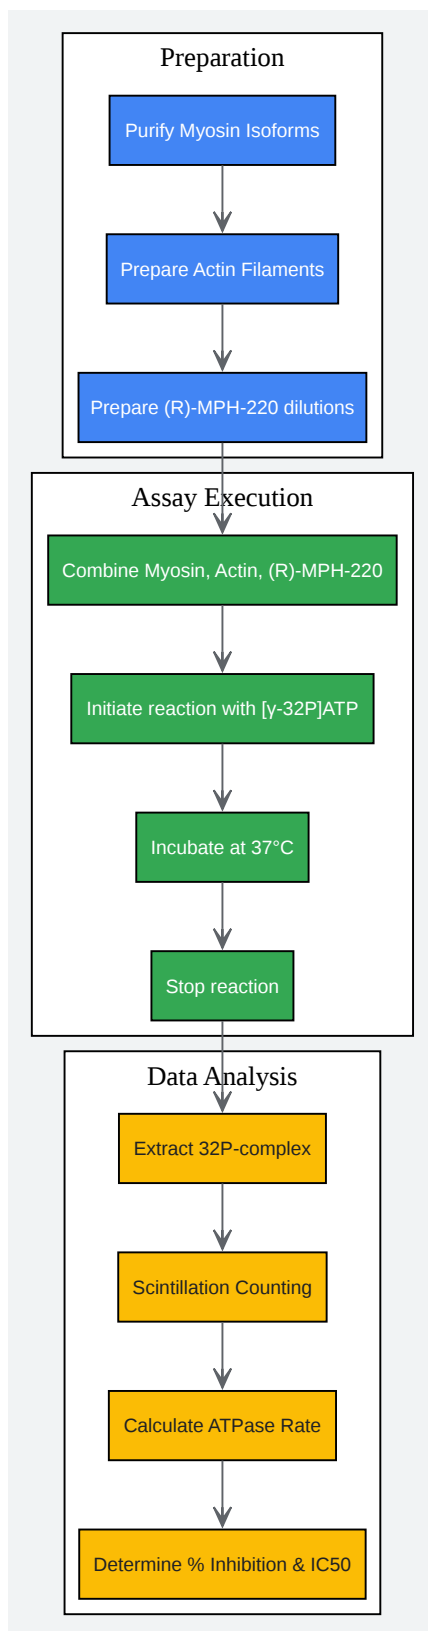 Preparation
Purify Myosin Isoforms
Prepare Actin Filaments
Prepare (R)-MPH-220 dilutions
Assay Execution
Combine Myosin, Actin, (R)-MPH-220
Initiate reaction with [γ-32P]ATP
Incubate at 37°C
Stop reaction
Data Analysis
Extract 32P-complex
Scintillation Counting
Calculate ATPase Rate
Determine % Inhibition & IC50